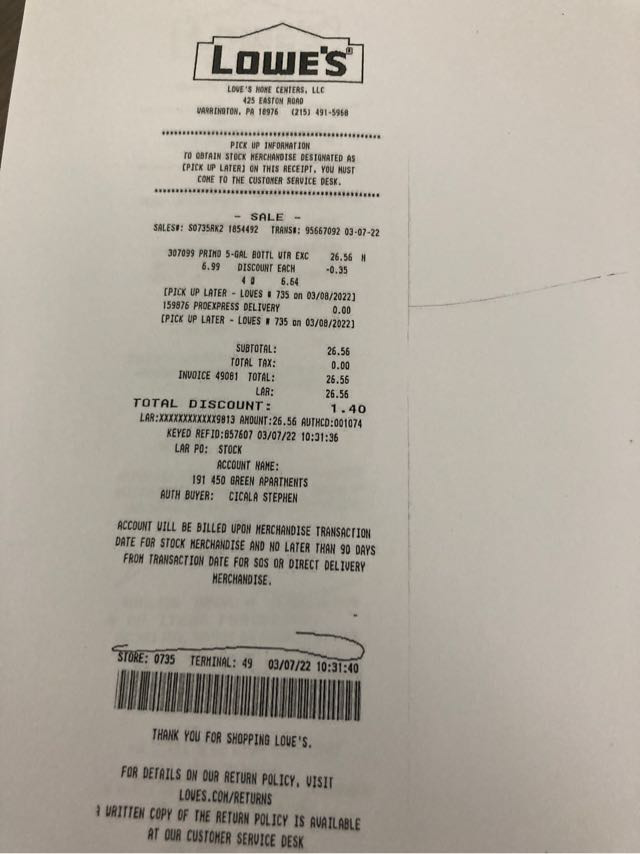 LOWE'S®
LOWE'S HOME CENTERS, LLC
425 EASTON ROAD
WARRINGTON, PA 18976 (215) 491-5968
PICK UP INFORMATION
TO OBTAIN STOCK MERCHANDISE DESIGNATED AS
[PICK UP LATER] ON THIS RECEIPT, YOU MUST
COME TO THE CUSTOMER SERVICE DESK.
- SALE -
SALES#: S0735RK2 1854492 TRANS#: 95667092 03-07-22
307099 PRIMO 5-GAL BOTTL WTR EXC 26.56 N
6.99 DISCOUNT EACH -0.35
4 @ 6.64
[PICK UP LATER - LOWES # 735 on 03/08/2022]
159876 PROEXPRESS DELIVERY 0.00
[PICK UP LATER - LOWES # 735 on 03/08/2022]
SUBTOTAL: 26.56
TOTAL TAX: 0.00
INVOICE 49081 TOTAL: 26.56
LAR: 26.56
TOTAL DISCOUNT: 1.40
LAR:XXXXXXXXXXXX9813 AMOUNT:26.56 AUTHCD:001074
KEYED REFID:857607 03/07/22 10:31:36
LAR PO: STOCK
ACCOUNT NAME:
191 450 GREEN APARTMENTS
AUTH BUYER: CICALA STEPHEN
ACCOUNT WILL BE BILLED UPON MERCHANDISE TRANSACTION
DATE FOR STOCK MERCHANDISE AND NO LATER THAN 90 DAYS
FROM TRANSACTION DATE FOR SOS OR DIRECT DELIVERY
MERCHANDISE.
STORE: 0735 TERMINAL: 49 03/07/22 10:31:40
THANK YOU FOR SHOPPING LOWE'S.
FOR DETAILS ON OUR RETURN POLICY, VISIT
LOWES.COM/RETURNS
A WRITTEN COPY OF THE RETURN POLICY IS AVAILABLE
AT OUR CUSTOMER SERVICE DESK